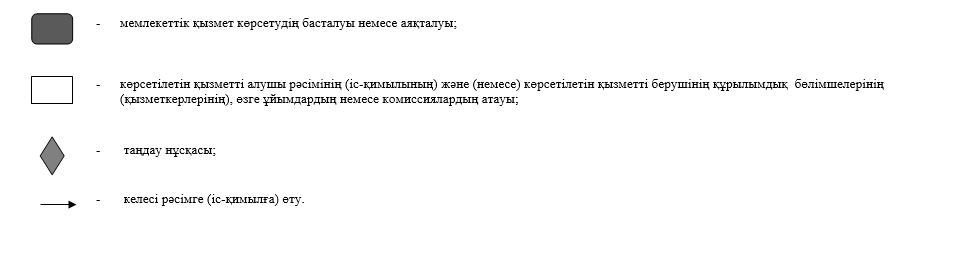 - мемлекеттік қызмет көрсетудің басталуы немесе аяқталуы;
- көрсетілетін қызметті алушы рәсімінің (іс-қимылының) және (немесе) көрсетілетін қызметті берушінің құрылымдық бөлімшелерінің
(қызметкерлерінің), өзге ұйымдардың немесе комиссиялардың атауы;
- таңдау нұсқасы;
- келесі рәсімге (іс-қимылға) өту.